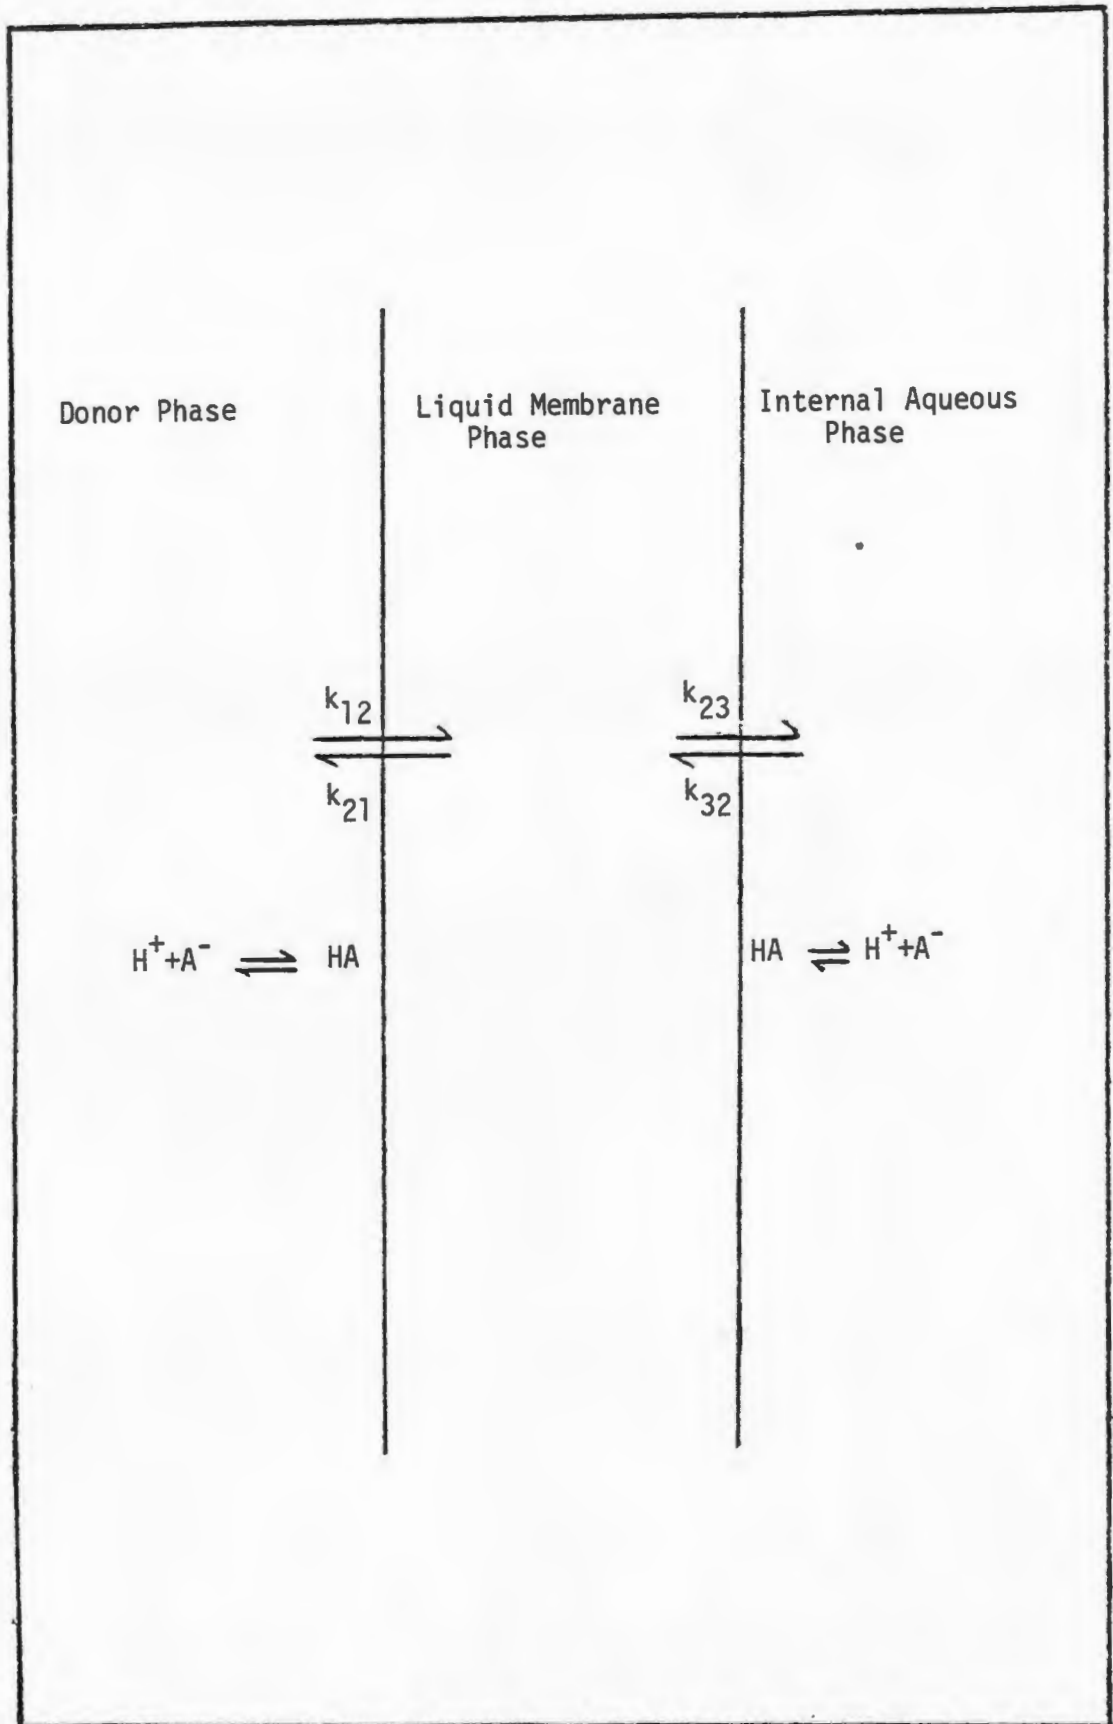 Donor Phase
Liquid Membrane
Phase
Internal Aqueous
Phase
k12
k21
k23
k32
H⁺+A⁻ ⇌ HA
HA ⇌ H⁺+A⁻